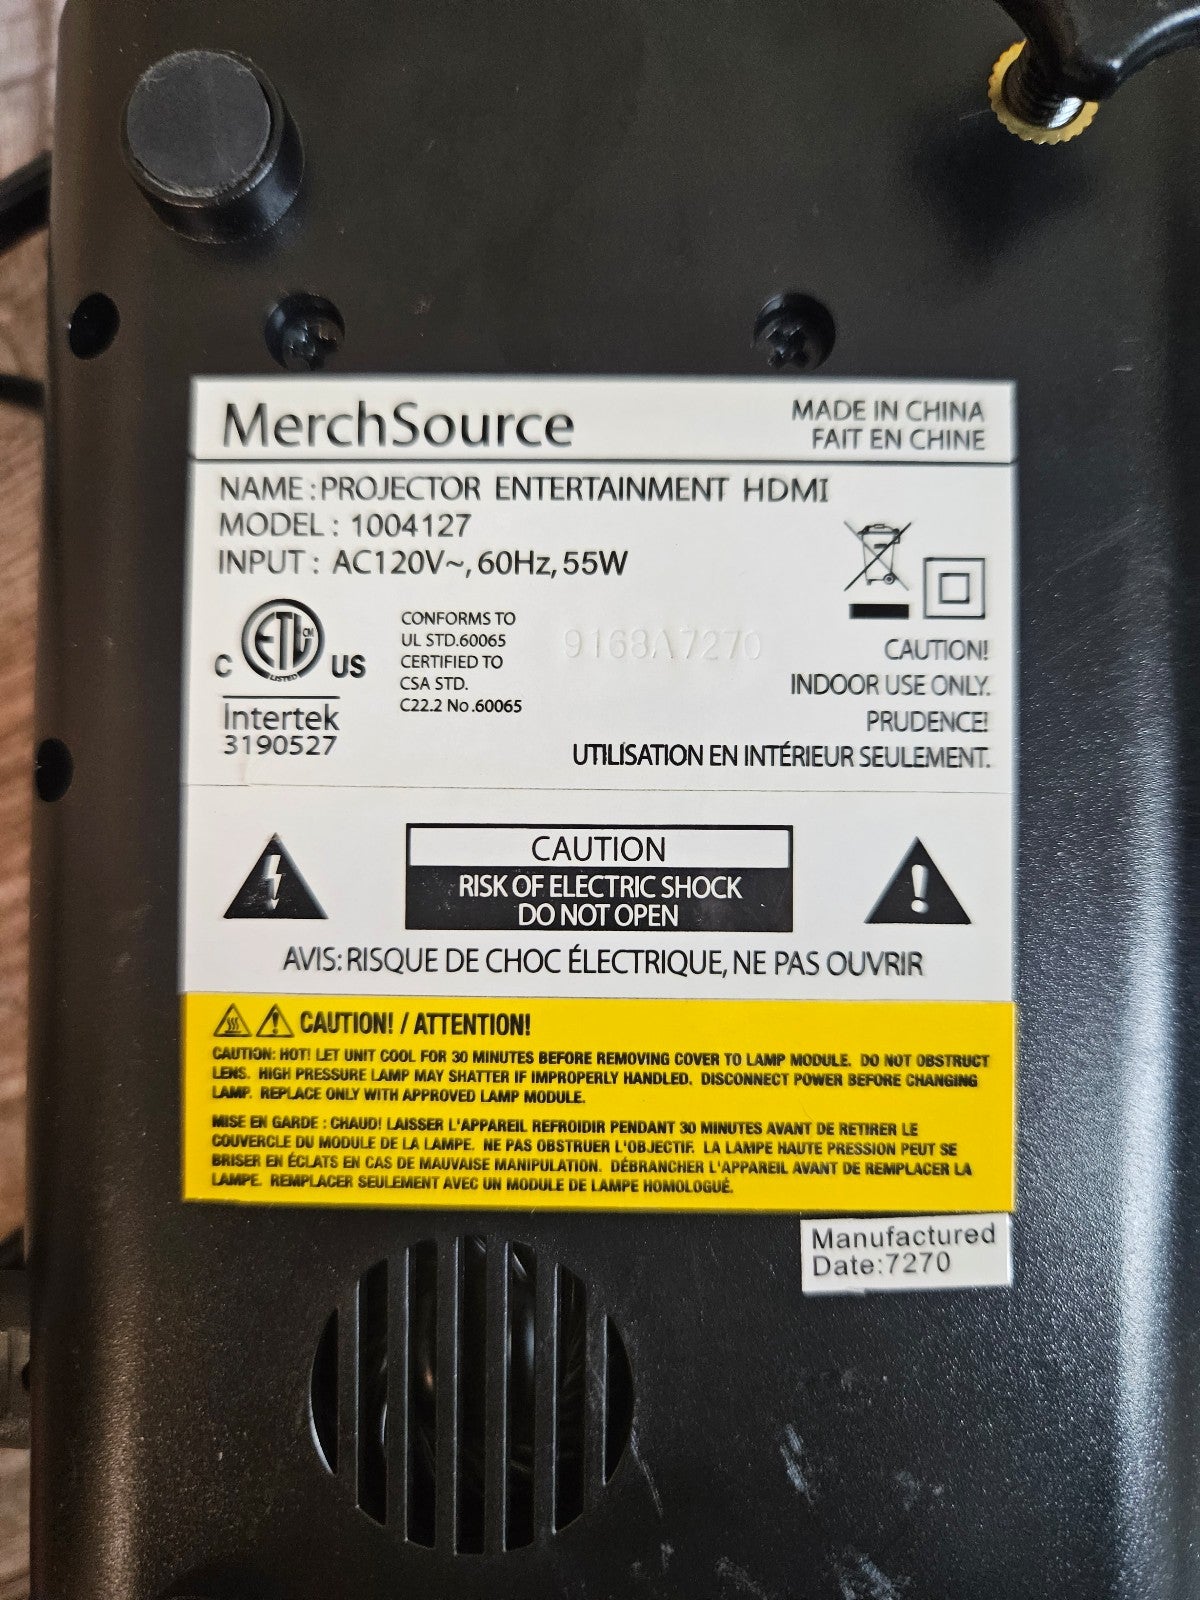 MerchSource
MADE IN CHINA
FAIT EN CHINE
NAME : PROJECTOR ENTERTAINMENT HDMI
MODEL : 1004127
INPUT : AC120V~, 60Hz, 55W
C ETL CM US
LISTED
Intertek
3190527
CONFORMS TO
UL STD.60065
CERTIFIED TO
CSA STD.
C22.2 No.60065
9168A7270
CAUTION!
INDOOR USE ONLY.
PRUDENCE!
UTILISATION EN INTÉRIEUR SEULEMENT.
CAUTION
RISK OF ELECTRIC SHOCK
DO NOT OPEN
AVIS: RISQUE DE CHOC ÉLECTRIQUE, NE PAS OUVRIR
CAUTION! / ATTENTION!
CAUTION: HOT! LET UNIT COOL FOR 30 MINUTES BEFORE REMOVING COVER TO LAMP MODULE. DO NOT OBSTRUCT
LENS. HIGH PRESSURE LAMP MAY SHATTER IF IMPROPERLY HANDLED. DISCONNECT POWER BEFORE CHANGING
LAMP. REPLACE ONLY WITH APPROVED LAMP MODULE.
MISE EN GARDE : CHAUD! LAISSER L'APPAREIL REFROIDIR PENDANT 30 MINUTES AVANT DE RETIRER LE
COUVERCLE DU MODULE DE LA LAMPE. NE PAS OBSTRUER L'OBJECTIF. LA LAMPE HAUTE PRESSION PEUT SE
BRISER EN ÉCLATS EN CAS DE MAUVAISE MANIPULATION. DÉBRANCHER L'APPAREIL AVANT DE REMPLACER LA
LAMPE. REMPLACER SEULEMENT AVEC UN MODULE DE LAMPE HOMOLOGUÉ.
Manufactured
Date:7270